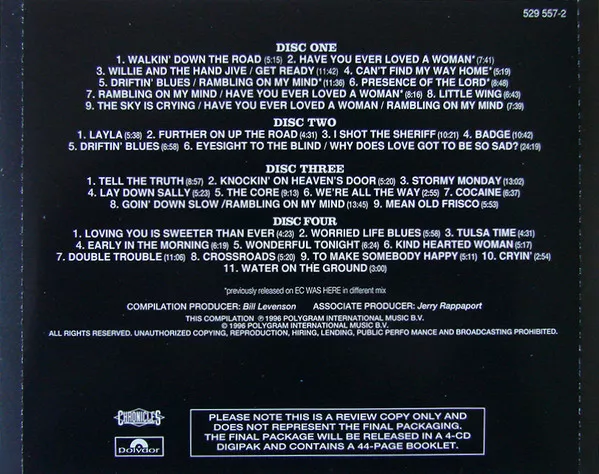 529 557-2
DISC ONE
1. WALKIN' DOWN THE ROAD (5:15) 2. HAVE YOU EVER LOVED A WOMAN* (7:41)
3. WILLIE AND THE HAND JIVE / GET READY (11:42) 4. CAN'T FIND MY WAY HOME* (5:19)
5. DRIFTIN' BLUES / RAMBLING ON MY MIND* (11:36) 6. PRESENCE OF THE LORD* (8:48)
7. RAMBLING ON MY MIND / HAVE YOU EVER LOVED A WOMAN* (8:16) 8. LITTLE WING (6:43)
9. THE SKY IS CRYING / HAVE YOU EVER LOVED A WOMAN / RAMBLING ON MY MIND (7:39)
DISC TWO
1. LAYLA (5:38) 2. FURTHER ON UP THE ROAD (4:31) 3. I SHOT THE SHERIFF (10:21) 4. BADGE (10:42)
5. DRIFTIN' BLUES (6:58) 6. EYESIGHT TO THE BLIND / WHY DOES LOVE GOT TO BE SO SAD? (24:19)
DISC THREE
1. TELL THE TRUTH (8:57) 2. KNOCKIN' ON HEAVEN'S DOOR (5:20) 3. STORMY MONDAY (13:02)
4. LAY DOWN SALLY (5:23) 5. THE CORE (9:13) 6. WE'RE ALL THE WAY (2:55) 7. COCAINE (6:37)
8. GOIN' DOWN SLOW /RAMBLING ON MY MIND (13:45) 9. MEAN OLD FRISCO (5:53)
DISC FOUR
1. LOVING YOU IS SWEETER THAN EVER (4:23) 2. WORRIED LIFE BLUES (5:58) 3. TULSA TIME (4:31)
4. EARLY IN THE MORNING (6:19) 5. WONDERFUL TONIGHT (6:24) 6. KIND HEARTED WOMAN (5:17)
7. DOUBLE TROUBLE (11:06) 8. CROSSROADS (5:20) 9. TO MAKE SOMEBODY HAPPY (5:11) 10. CRYIN' (2:54)
11. WATER ON THE GROUND (3:00)
*previously released on EC WAS HERE in different mix
COMPILATION PRODUCER: Bill Levenson ASSOCIATE PRODUCER: Jerry Rappaport
THIS COMPILATION ℗ 1996 POLYGRAM INTERNATIONAL MUSIC B.V.
© 1996 POLYGRAM INTERNATIONAL MUSIC B.V.
ALL RIGHTS RESERVED. UNAUTHORIZED COPYING, REPRODUCTION, HIRING, LENDING, PUBLIC PERFO MANCE AND BROADCASTING PROHIBITED.
CHRONICLES
Polydor
PLEASE NOTE THIS IS A REVIEW COPY ONLY AND
DOES NOT REPRESENT THE FINAL PACKAGING.
THE FINAL PACKAGE WILL BE RELEASED IN A 4-CD
DIGIPAK AND CONTAINS A 44-PAGE BOOKLET.